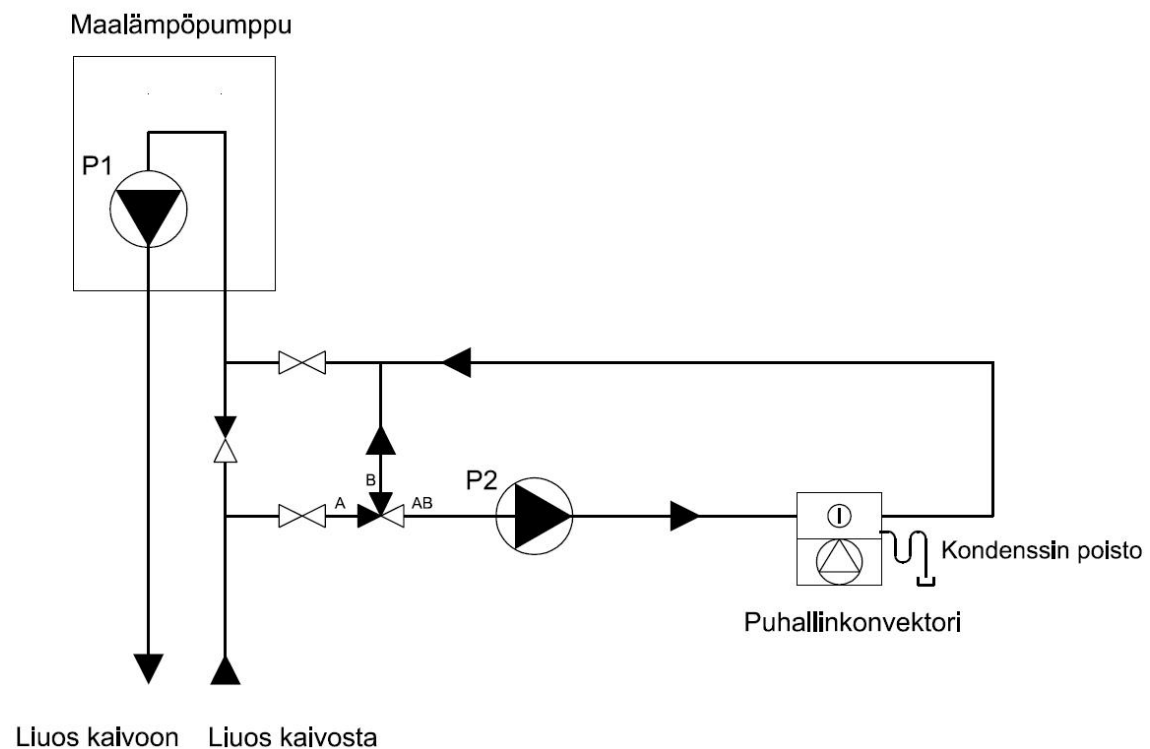 Maalämpöpumppu
P1
A
B
AB
P2
Kondenssin poisto
Puhallinkonvektori
Liuos kaivoon
Liuos kaivosta